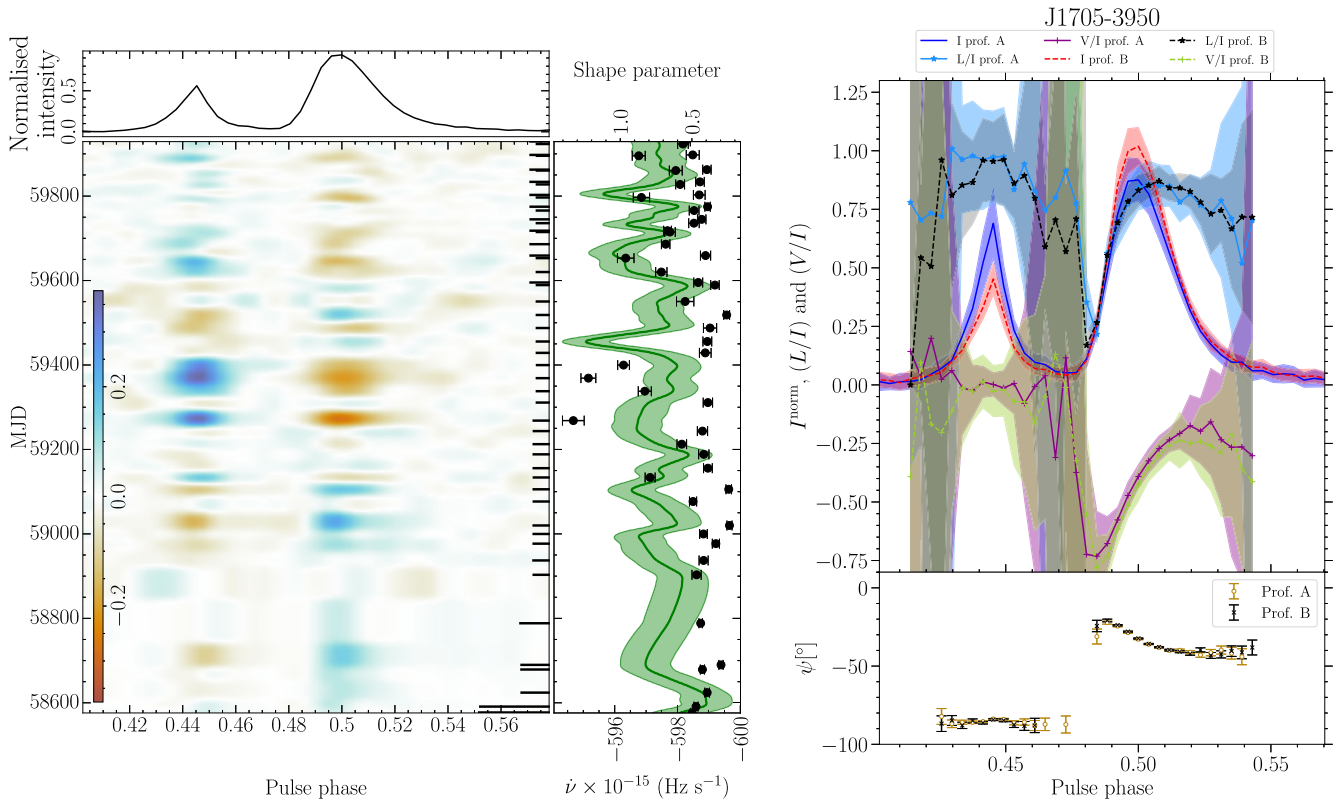 J1705-3950
I prof. A
L/I prof. A
V/I prof. A
I prof. B
L/I prof. B
V/I prof. B
Normalised
intensity
0.0
0.5
Shape parameter
1.0
0.5
MJD
59800
59600
59400
59200
59000
58800
58600
0.2
0.0
−0.2
0.42
0.44
0.46
0.48
0.5
0.52
0.54
0.56
Pulse phase
−596
−598
−600
ν̇ × 10⁻¹⁵ (Hz s⁻¹)
I^norm, (L/I) and (V/I)
1.25
1.00
0.75
0.50
0.25
0.00
−0.25
−0.50
−0.75
Prof. A
Prof. B
ψ[°]
0
−50
−100
0.45
0.50
0.55
Pulse phase